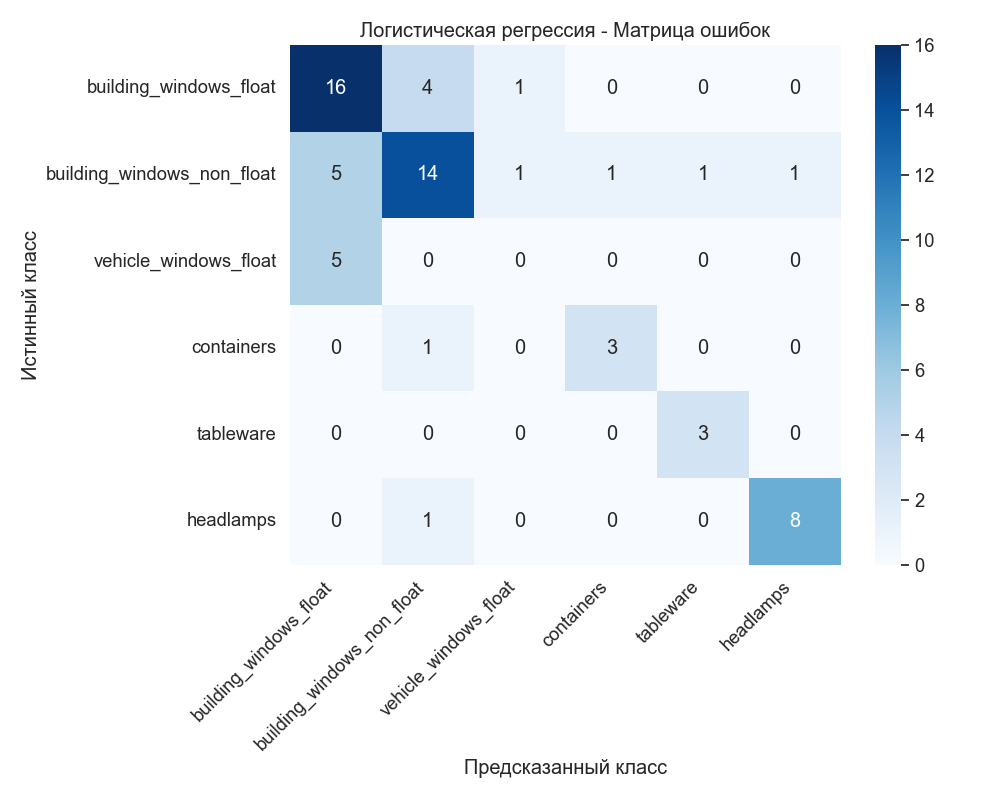 Логистическая регрессия - Матрица ошибок
building_windows_float 16 4 1 0 0 0
building_windows_non_float 5 14 1 1 1 1
vehicle_windows_float 5 0 0 0 0 0
containers 0 1 0 3 0 0
tableware 0 0 0 0 3 0
headlamps 0 1 0 0 0 8
building_windows_float
building_windows_non_float
vehicle_windows_float
containers
tableware
headlamps
Предсказанный класс
Истинный класс
16
14
12
10
8
6
4
2
0